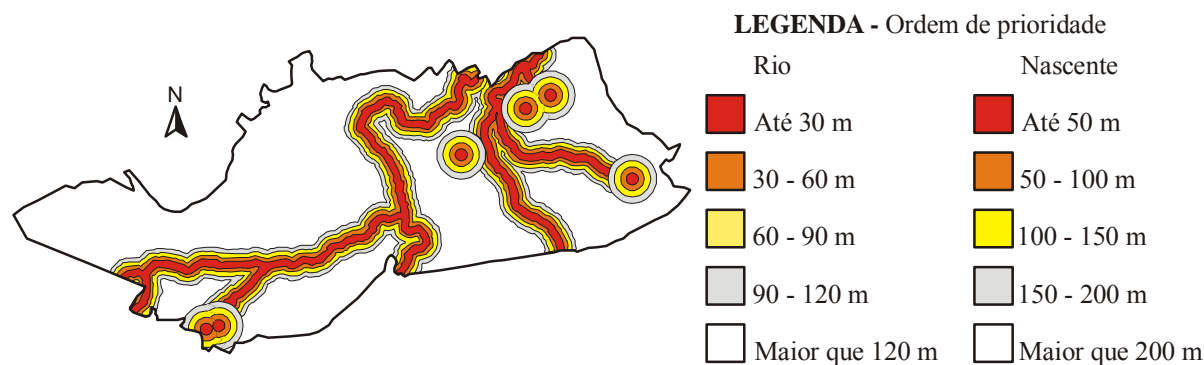 LEGENDA - Ordem de prioridade
Rio Nascente
N
Até 30 m Até 50 m
30 - 60 m 50 - 100 m
60 - 90 m 100 - 150 m
90 - 120 m 150 - 200 m
Maior que 120 m Maior que 200 m